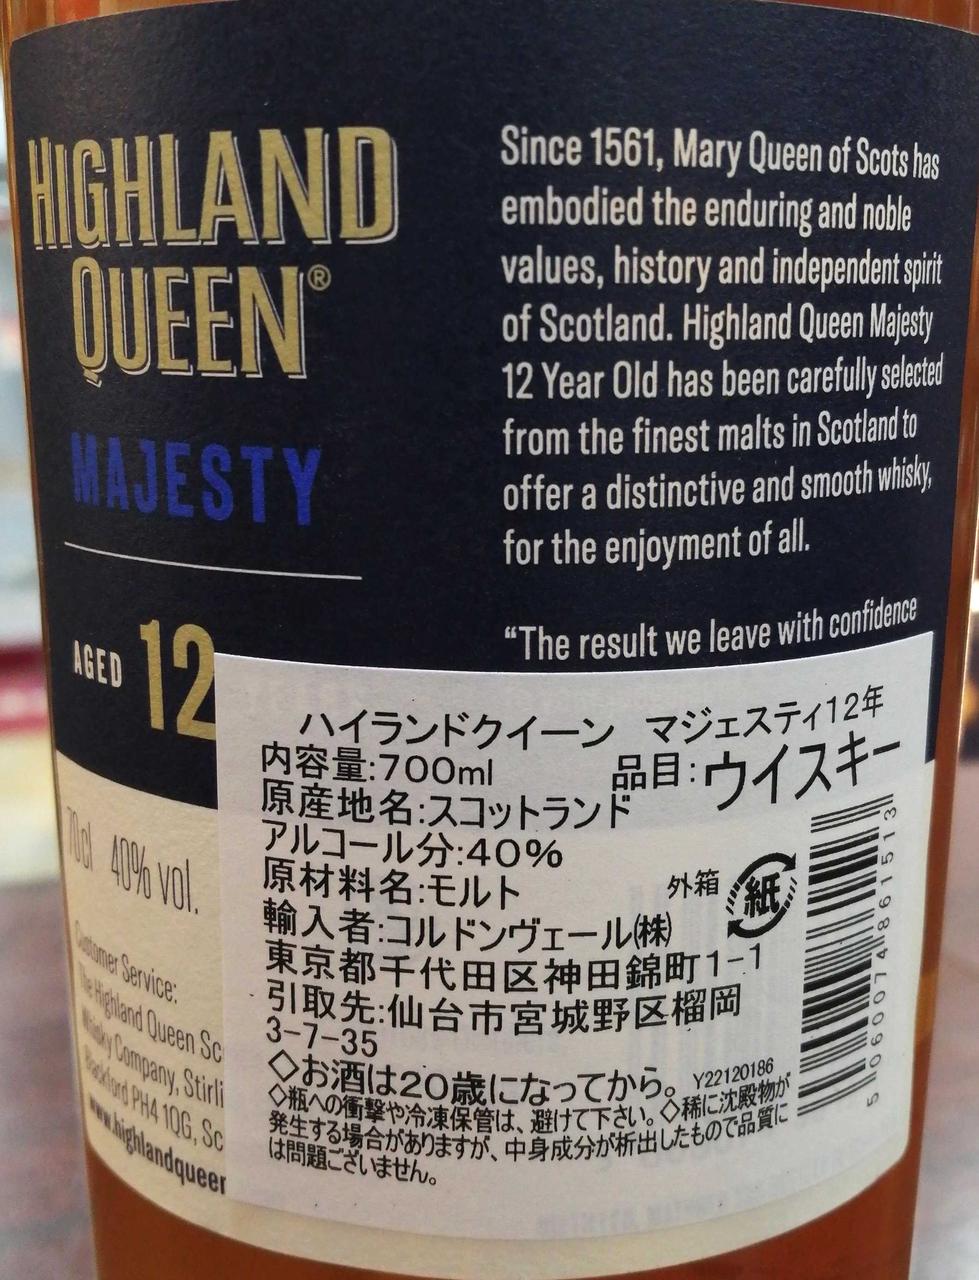 HIGHLAND
QUEEN®
MAJESTY
AGED 12
70cl 40% vol.
Customer Service:
The Highland Queen Sc
Whisky Company, Stirli
Blackford PH4 1QG, Sc
www.highlandqueen
Since 1561, Mary Queen of Scots has
embodied the enduring and noble
values, history and independent spirit
of Scotland. Highland Queen Majesty
12 Year Old has been carefully selected
from the finest malts in Scotland to
offer a distinctive and smooth whisky,
for the enjoyment of all.
“The result we leave with confidence
ハイランドクイーン マジェスティ12年
内容量:700ml 品目:ウイスキー
原産地名:スコットランド
アルコール分:40%
原材料名:モルト
外箱 紙
輸入者:コルドンヴェール㈱
東京都千代田区神田錦町1-1
引取先:仙台市宮城野区榴岡
3-7-35
◇お酒は20歳になってから。 Y22120186
◇瓶への衝撃や冷凍保管は、避けて下さい。◇稀に沈殿物が
発生する場合がありますが、中身成分が析出したもので品質に
は問題ございません。
5 060074 861513